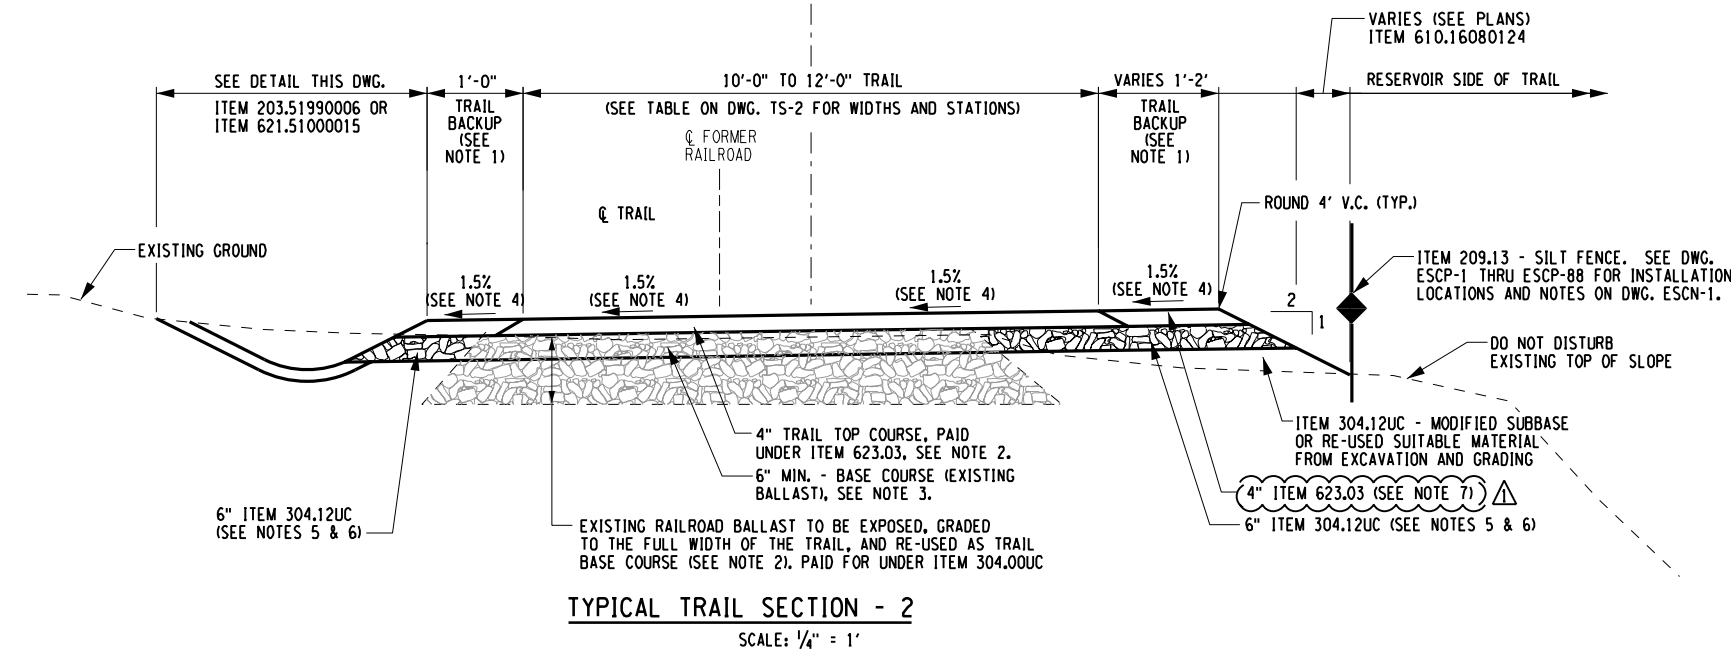 VARIES (SEE PLANS)
ITEM 610.16080124
SEE DETAIL THIS DWG.
1'-0"
10'-0" TO 12'-0" TRAIL
VARIES 1'-2'
RESERVOIR SIDE OF TRAIL
ITEM 203.51990006 OR
ITEM 621.51000015
TRAIL
BACKUP
(SEE
NOTE 1)
(SEE TABLE ON DWG. TS-2 FOR WIDTHS AND STATIONS)
TRAIL
BACKUP
(SEE
NOTE 1)
℄ FORMER
RAILROAD
℄ TRAIL
ROUND 4' V.C. (TYP.)
EXISTING GROUND
ITEM 209.13 - SILT FENCE. SEE DWG.
ESCP-1 THRU ESCP-88 FOR INSTALLATION
LOCATIONS AND NOTES ON DWG. ESCN-1.
1.5%
(SEE NOTE 4)
1.5%
(SEE NOTE 4)
1.5%
(SEE NOTE 4)
1.5%
(SEE NOTE 4)
2
1
DO NOT DISTURB
EXISTING TOP OF SLOPE
4" TRAIL TOP COURSE, PAID
UNDER ITEM 623.03, SEE NOTE 2.
6" MIN. - BASE COURSE (EXISTING
BALLAST), SEE NOTE 3.
ITEM 304.12UC - MODIFIED SUBBASE
OR RE-USED SUITABLE MATERIAL
FROM EXCAVATION AND GRADING
4" ITEM 623.03 (SEE NOTE 7)
1
6" ITEM 304.12UC (SEE NOTES 5 & 6)
6" ITEM 304.12UC
(SEE NOTES 5 & 6)
EXISTING RAILROAD BALLAST TO BE EXPOSED, GRADED
TO THE FULL WIDTH OF THE TRAIL, AND RE-USED AS TRAIL
BASE COURSE (SEE NOTE 2). PAID FOR UNDER ITEM 304.00UC
TYPICAL TRAIL SECTION - 2
SCALE: 1/4" = 1'